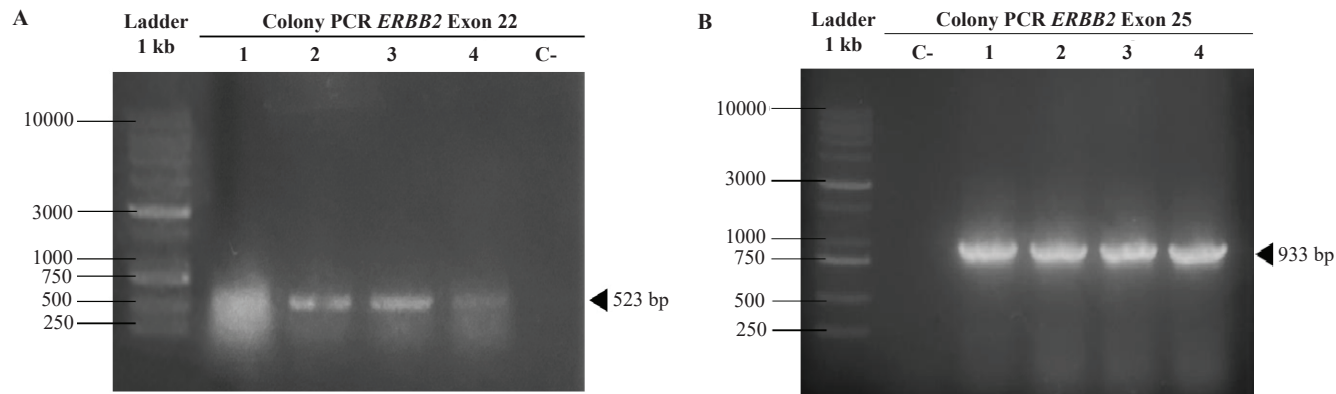 A
Ladder
1 kb
Colony PCR ERBB2 Exon 22
1 2 3 4 C-
10000
3000
1000
750
500
250
523 bp
B
Ladder
1 kb
Colony PCR ERBB2 Exon 25
C- 1 2 3 4
10000
3000
1000
750
500
250
933 bp